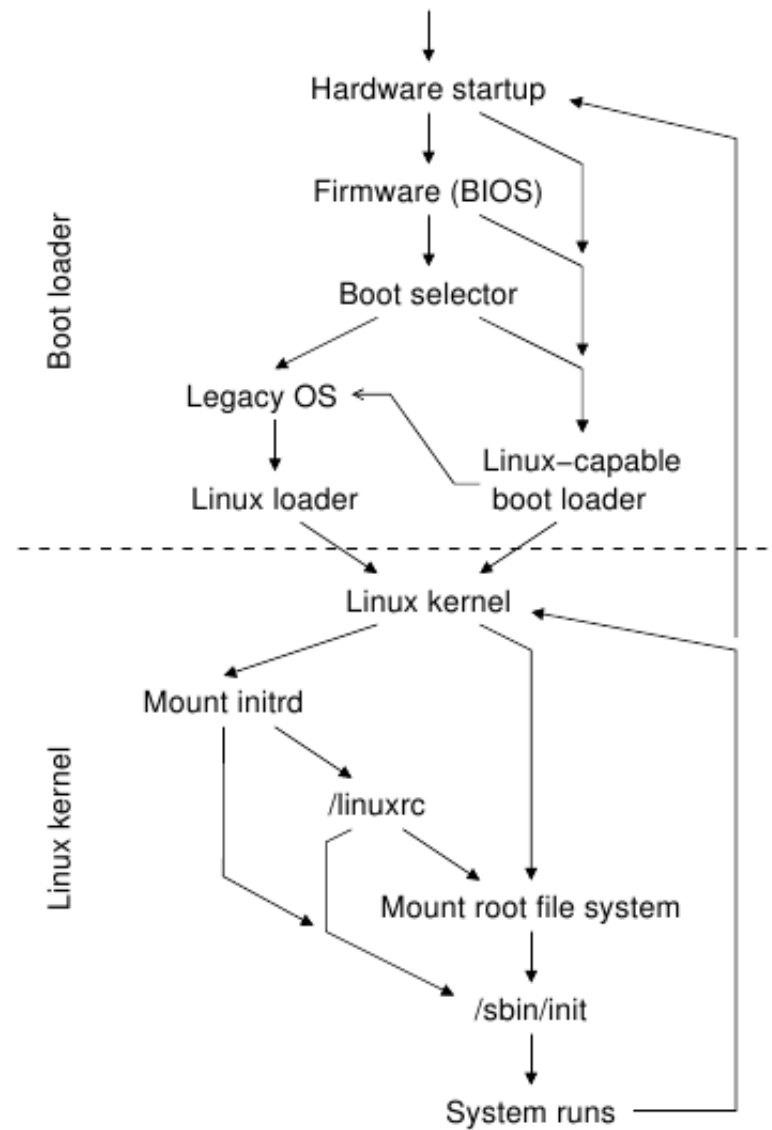 Hardware startup
Firmware (BIOS)
Boot loader
Boot selector
Legacy OS
Linux-capable
boot loader
Linux loader
Linux kernel
Mount initrd
Linux kernel
/linuxrc
Mount root file system
/sbin/init
System runs